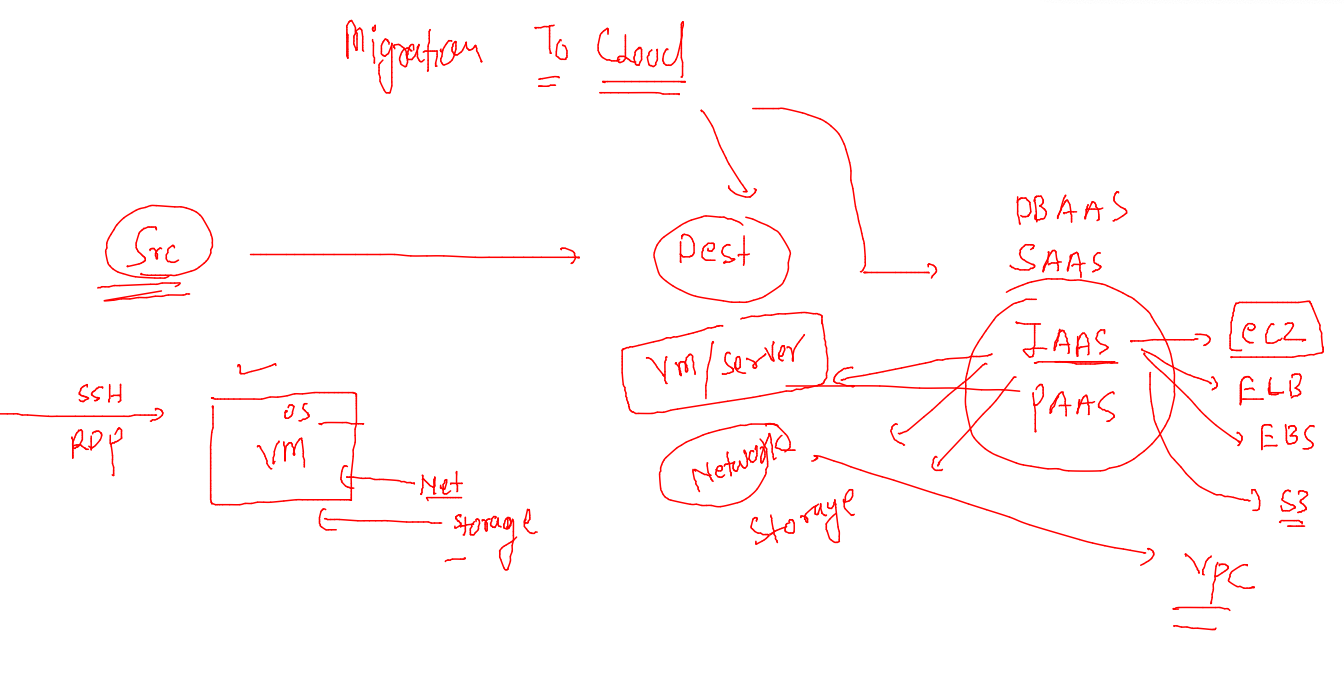 Migration To Cloud
Src
Dest
DBAAS
SAAS
IAAS
PAAS
EC2
ELB
EBS
S3
VPC
VM/Server
Network
Storage
SSH
RDP
OS
VM
Net
Storage